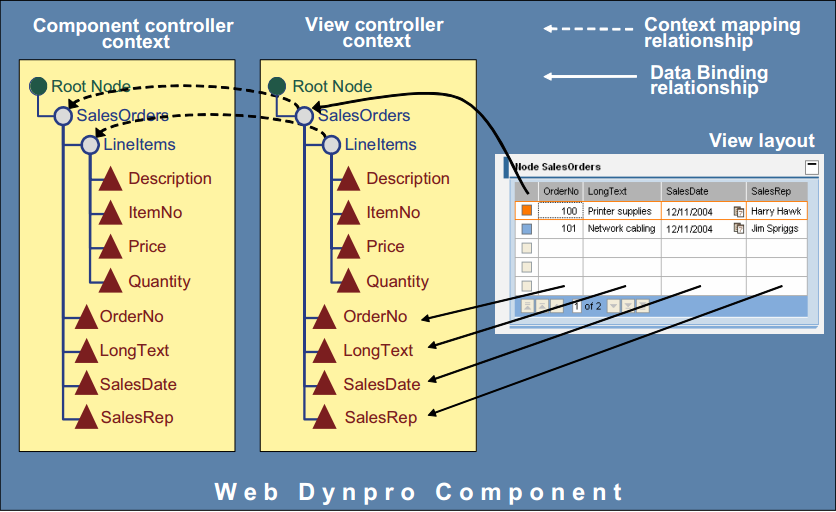 Component controller
context
View controller
context
Context mapping
relationship
Data Binding
relationship
Root Node
SalesOrders
LineItems
Description
ItemNo
Price
Quantity
OrderNo
LongText
SalesDate
SalesRep
Root Node
SalesOrders
LineItems
Description
ItemNo
Price
Quantity
OrderNo
LongText
SalesDate
SalesRep
View layout
Node SalesOrders
OrderNo LongText SalesDate SalesRep
100 Printer supplies 12/11/2004 Harry Hawk
101 Network cabling 12/11/2004 Jim Spriggs
1 of 2
Web Dynpro Component